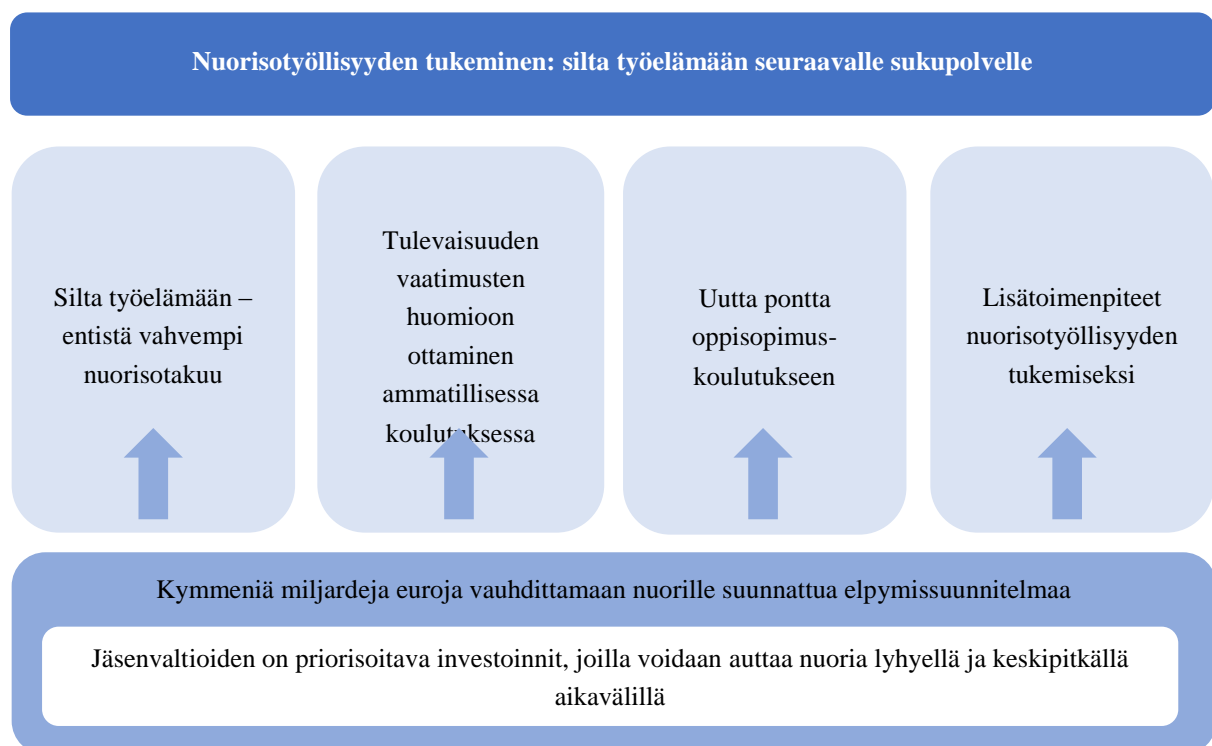 Nuorisotyöllisyyden tukeminen: silta työelämään seuraavalle sukupolvelle
Silta työelämään –
entistä vahvempi
nuorisotakuu
Tulevaisuuden
vaatimusten
huomioon
ottaminen
ammatillisessa
koulutuksessa
Uutta pontta
oppisopimus-
koulutukseen
Lisätoimenpiteet
nuorisotyöllisyyden
tukemiseksi
Kymmeniä miljardeja euroja vauhdittamaan nuorille suunnattua elpymissuunnitelmaa
Jäsenvaltioiden on priorisoitava investoinnit, joilla voidaan auttaa nuoria lyhyellä ja keskipitkällä
aikavälillä